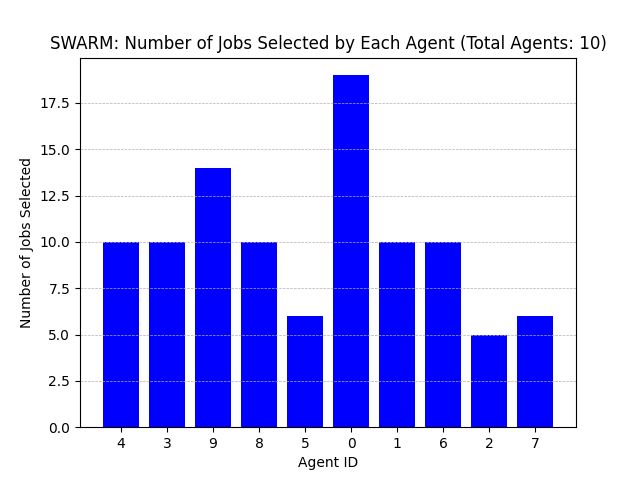 SWARM: Number of Jobs Selected by Each Agent (Total Agents: 10)
Number of Jobs Selected
17.5
15.0
12.5
10.0
7.5
5.0
2.5
0.0
4 3 9 8 5 0 1 6 2 7
Agent ID